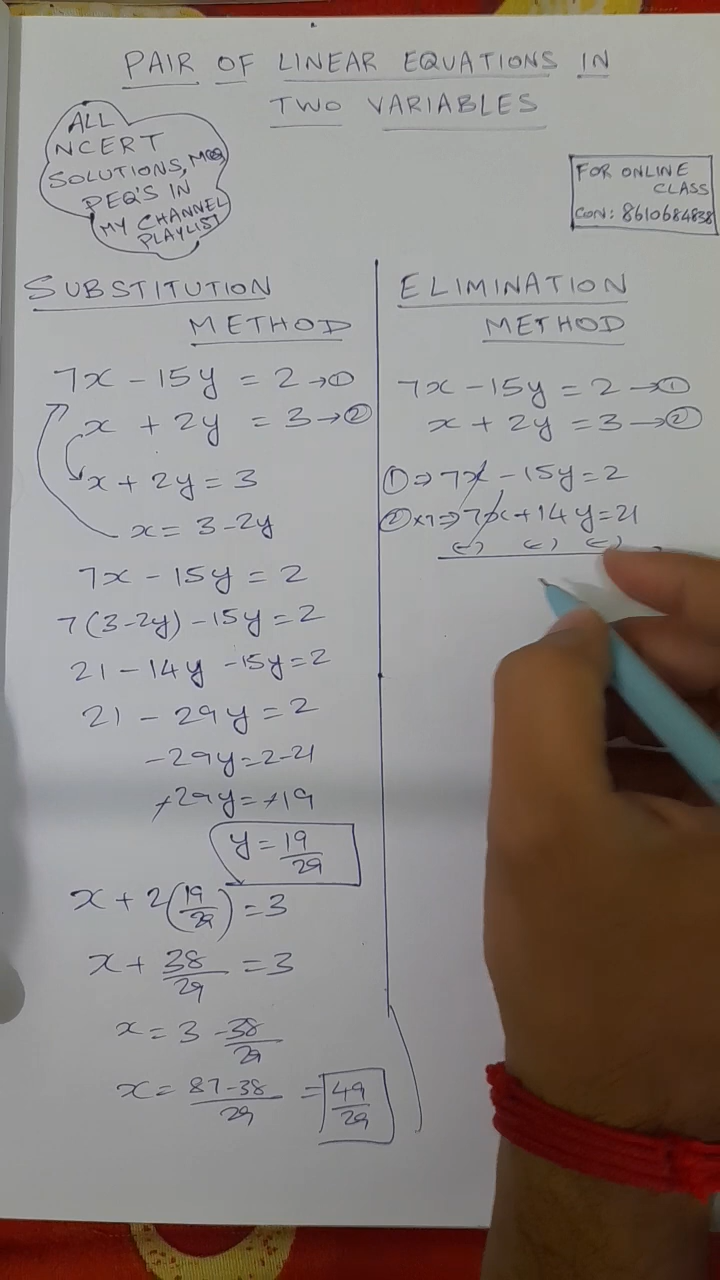 PAIR OF LINEAR EQUATIONS IN
TWO VARIABLES
ALL
NCERT
SOLUTIONS, MCQ
PEQ'S IN
MY CHANNEL
PLAYLIST
FOR ONLINE
CLASS
CON: 8610684838
SUBSTITUTION
METHOD
7x - 15y = 2 → ①
x + 2y = 3 → ②
x + 2y = 3
x = 3 - 2y
7x - 15y = 2
7(3-2y) - 15y = 2
21 - 14y - 15y = 2
21 - 29y = 2
-29y = 2-21
-29y = -19
y = 19/29
x + 2(19/29) = 3
x + 38/29 = 3
x = 3 - 38/29
x = 87-38/29 = 49/29
ELIMINATION
METHOD
7x - 15y = 2 → ①
x + 2y = 3 → ②
① ⇒ 7x - 15y = 2
② x7 ⇒ 7x + 14y = 21
(-) (-) (-)